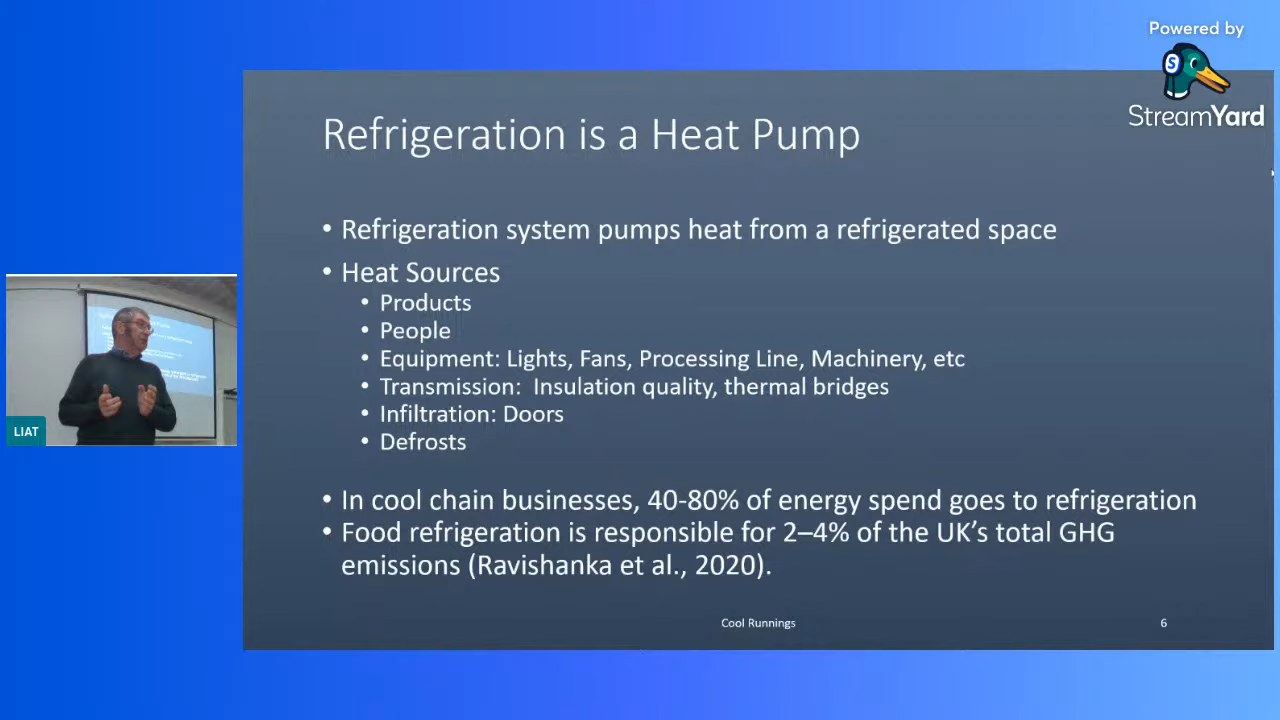 Powered by
StreamYard
Refrigeration is a Heat Pump
• Refrigeration system pumps heat from a refrigerated space
• Heat Sources
• Products
• People
• Equipment: Lights, Fans, Processing Line, Machinery, etc
• Transmission: Insulation quality, thermal bridges
• Infiltration: Doors
• Defrosts
• In cool chain businesses, 40-80% of energy spend goes to refrigeration
• Food refrigeration is responsible for 2–4% of the UK’s total GHG
emissions (Ravishanka et al., 2020).
LIAT
Cool Runnings
6